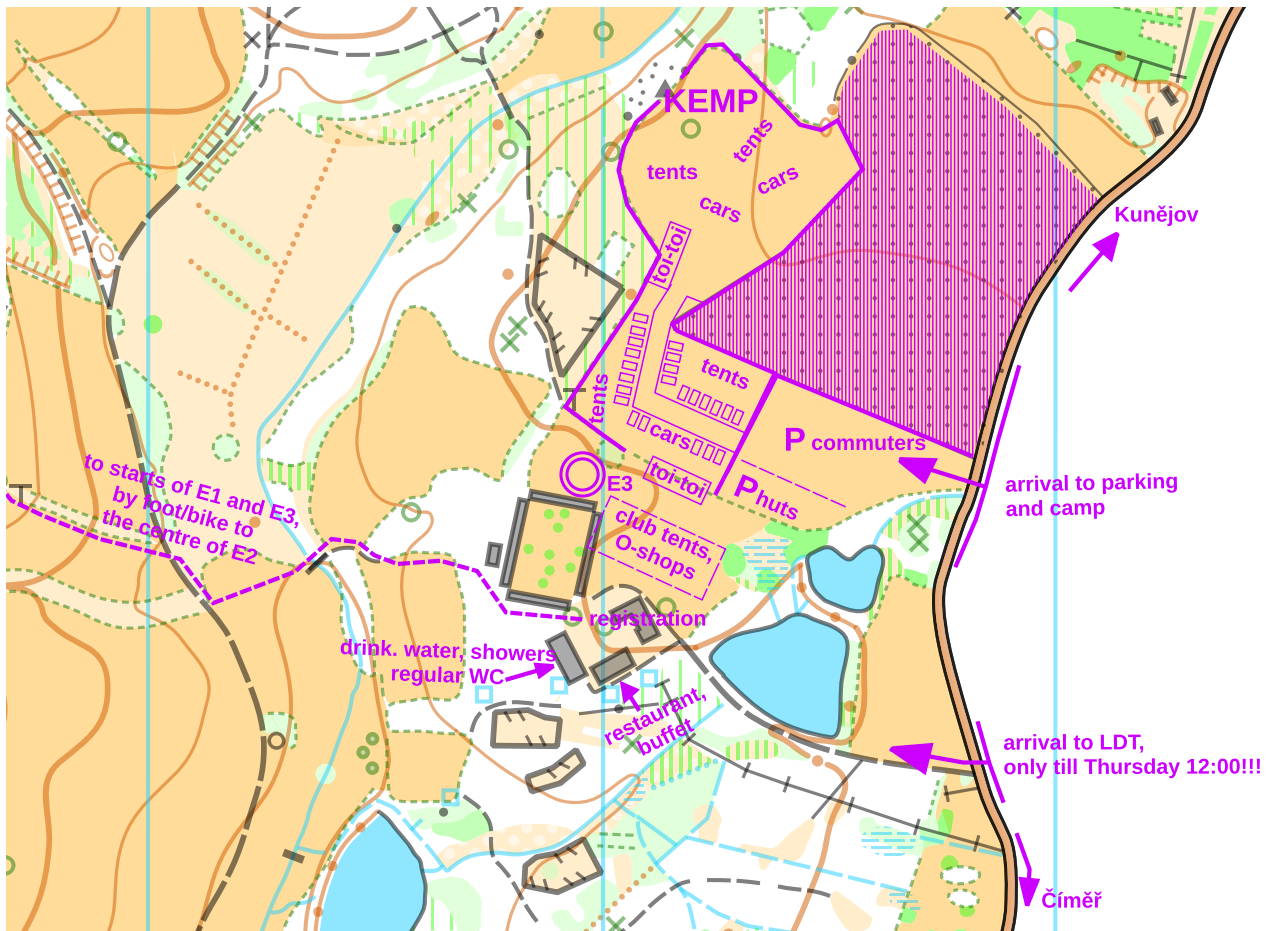 KEMP
tents
tents
cars
cars
Kunějov
toi-toi
tents
tents
cars
P commuters
toi-toi
P huts
E3
to starts of E1 and E3,
by foot/bike to
the centre of E2
arrival to parking
and camp
club tents,
O-shops
registration
drink. water, showers
regular WC
restaurant,
buffet
arrival to LDT,
only till Thursday 12:00!!!
Číměř